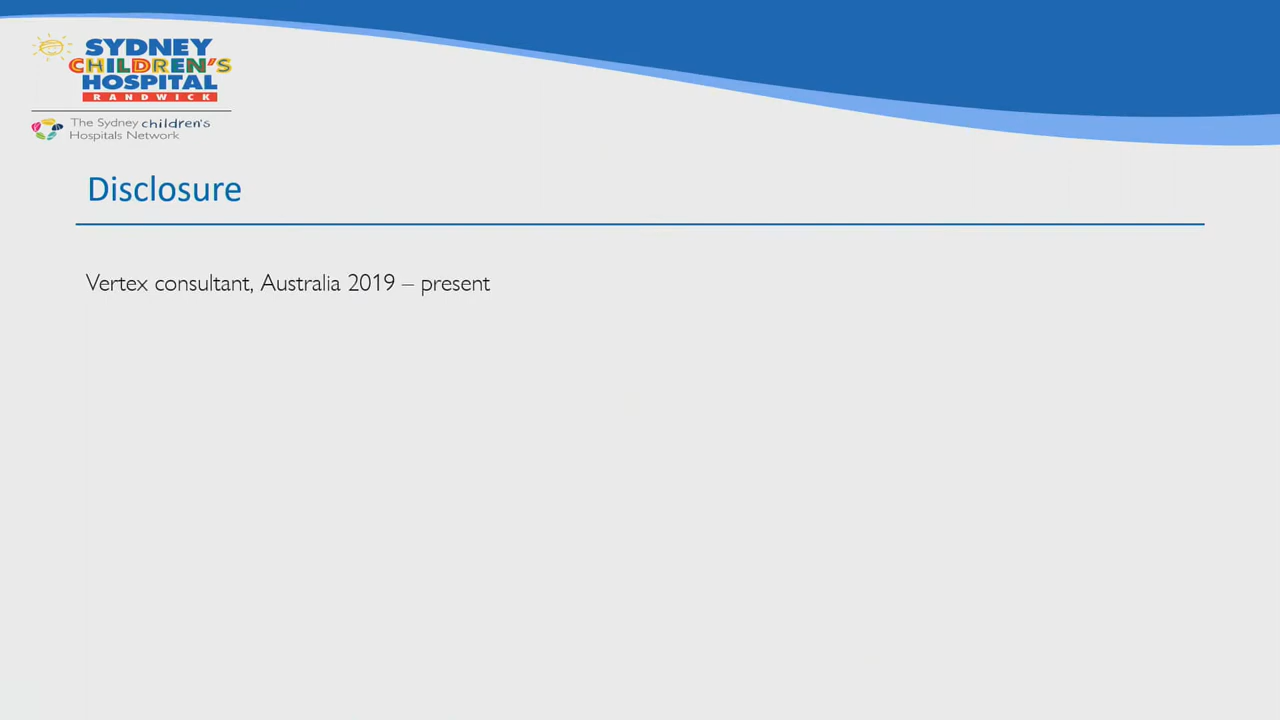 SYDNEY
CHILDREN'S
HOSPITAL
RANDWICK
The Sydney children's
Hospitals Network
Disclosure
Vertex consultant, Australia 2019 – present